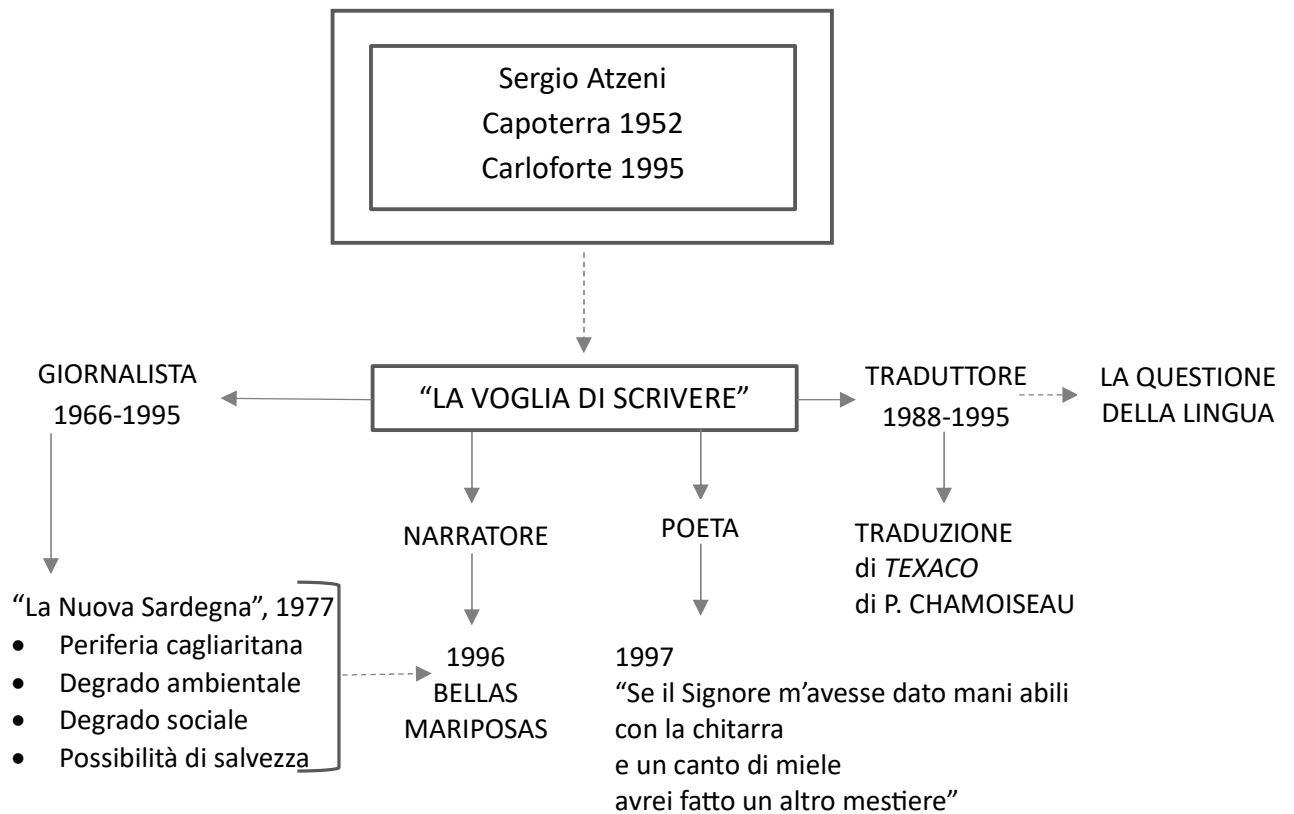 Sergio Atzeni
Capoterra 1952
Carloforte 1995
GIORNALISTA
1966-1995
“LA VOGLIA DI SCRIVERE”
TRADUTTORE
1988-1995
LA QUESTIONE
DELLA LINGUA
NARRATORE
POETA
TRADUZIONE
di TEXACO
di P. CHAMOISEAU
“La Nuova Sardegna”, 1977
• Periferia cagliaritana
• Degrado ambientale
• Degrado sociale
• Possibilità di salvezza
1996
BELLAS
MARIPOSAS
1997
“Se il Signore m’avesse dato mani abili
con la chitarra
e un canto di miele
avrei fatto un altro mestiere”